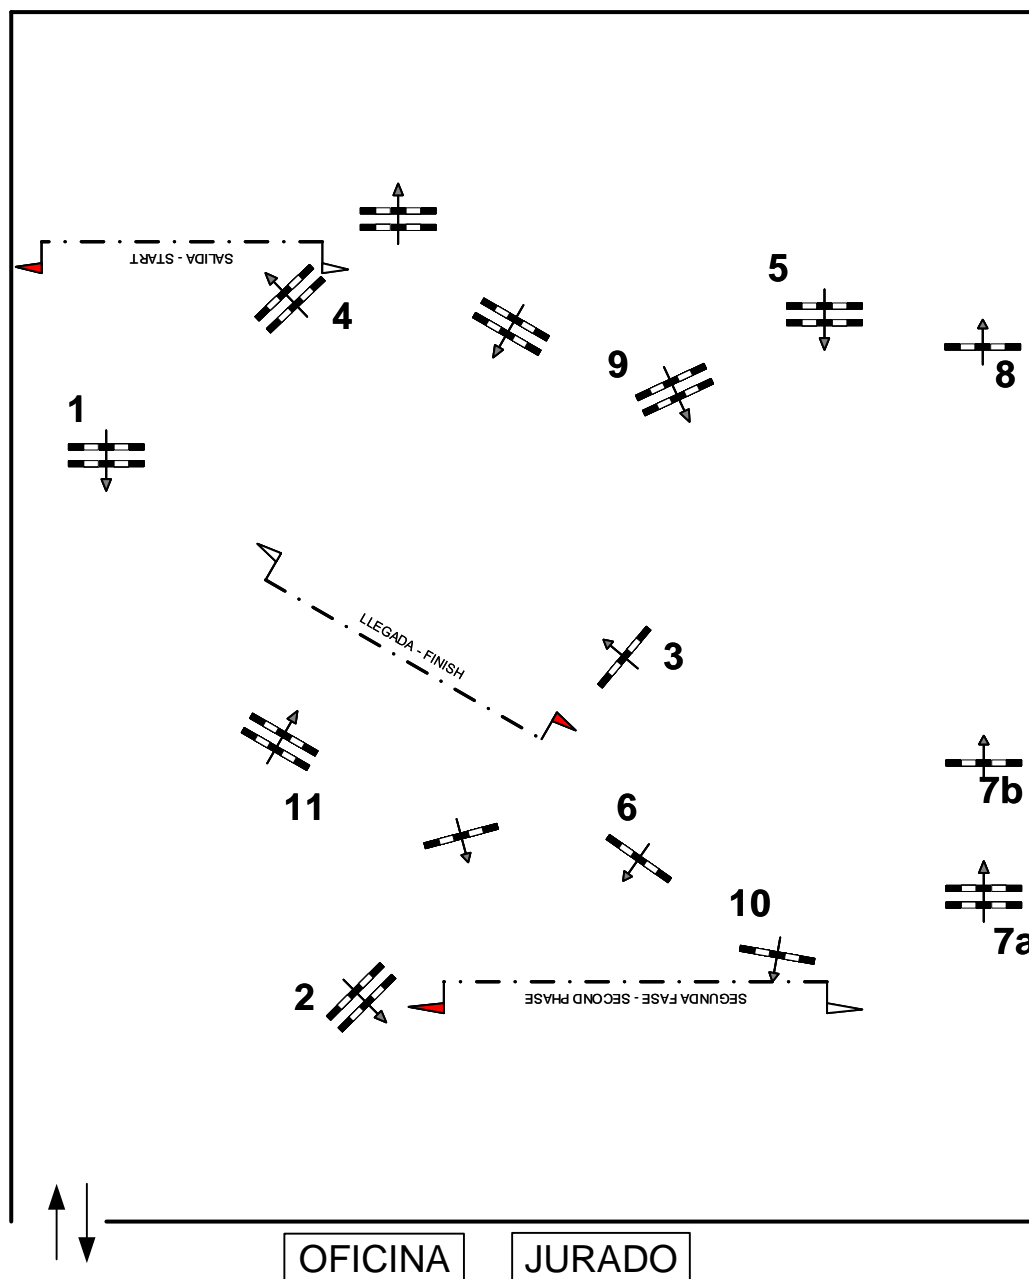 SALIDA - START
5
4
9
8
1
LLEGADA - FINISH
3
7b
11
6
10
7a
2
SEGUNDA FASE - SECOND PHASE
OFICINA
JURADO